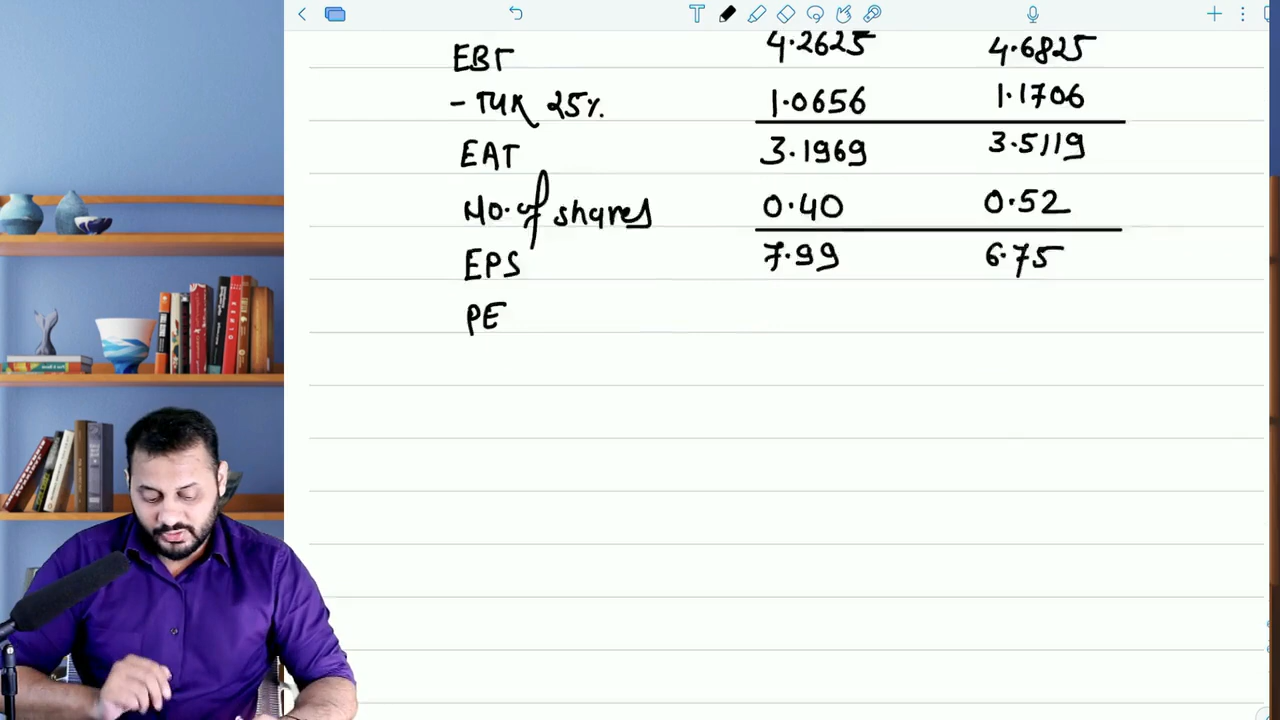 EBT 4.2625 4.6825
- TAX 25% 1.0656 1.1706
EAT 3.1969 3.5119
No. of shares 0.40 0.52
EPS 7.99 6.75
PE